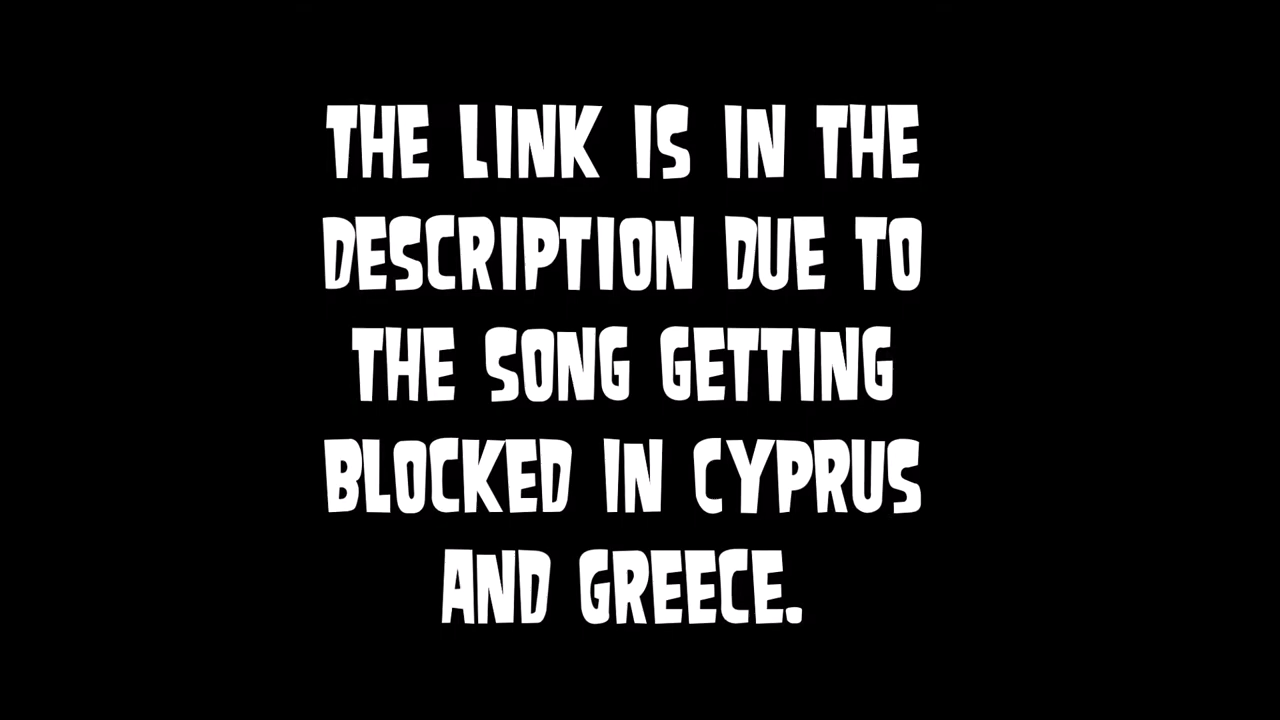 THE LINK IS IN THE
DESCRIPTION DUE TO
THE SONG GETTING
BLOCKED IN CYPRUS
AND GREECE.